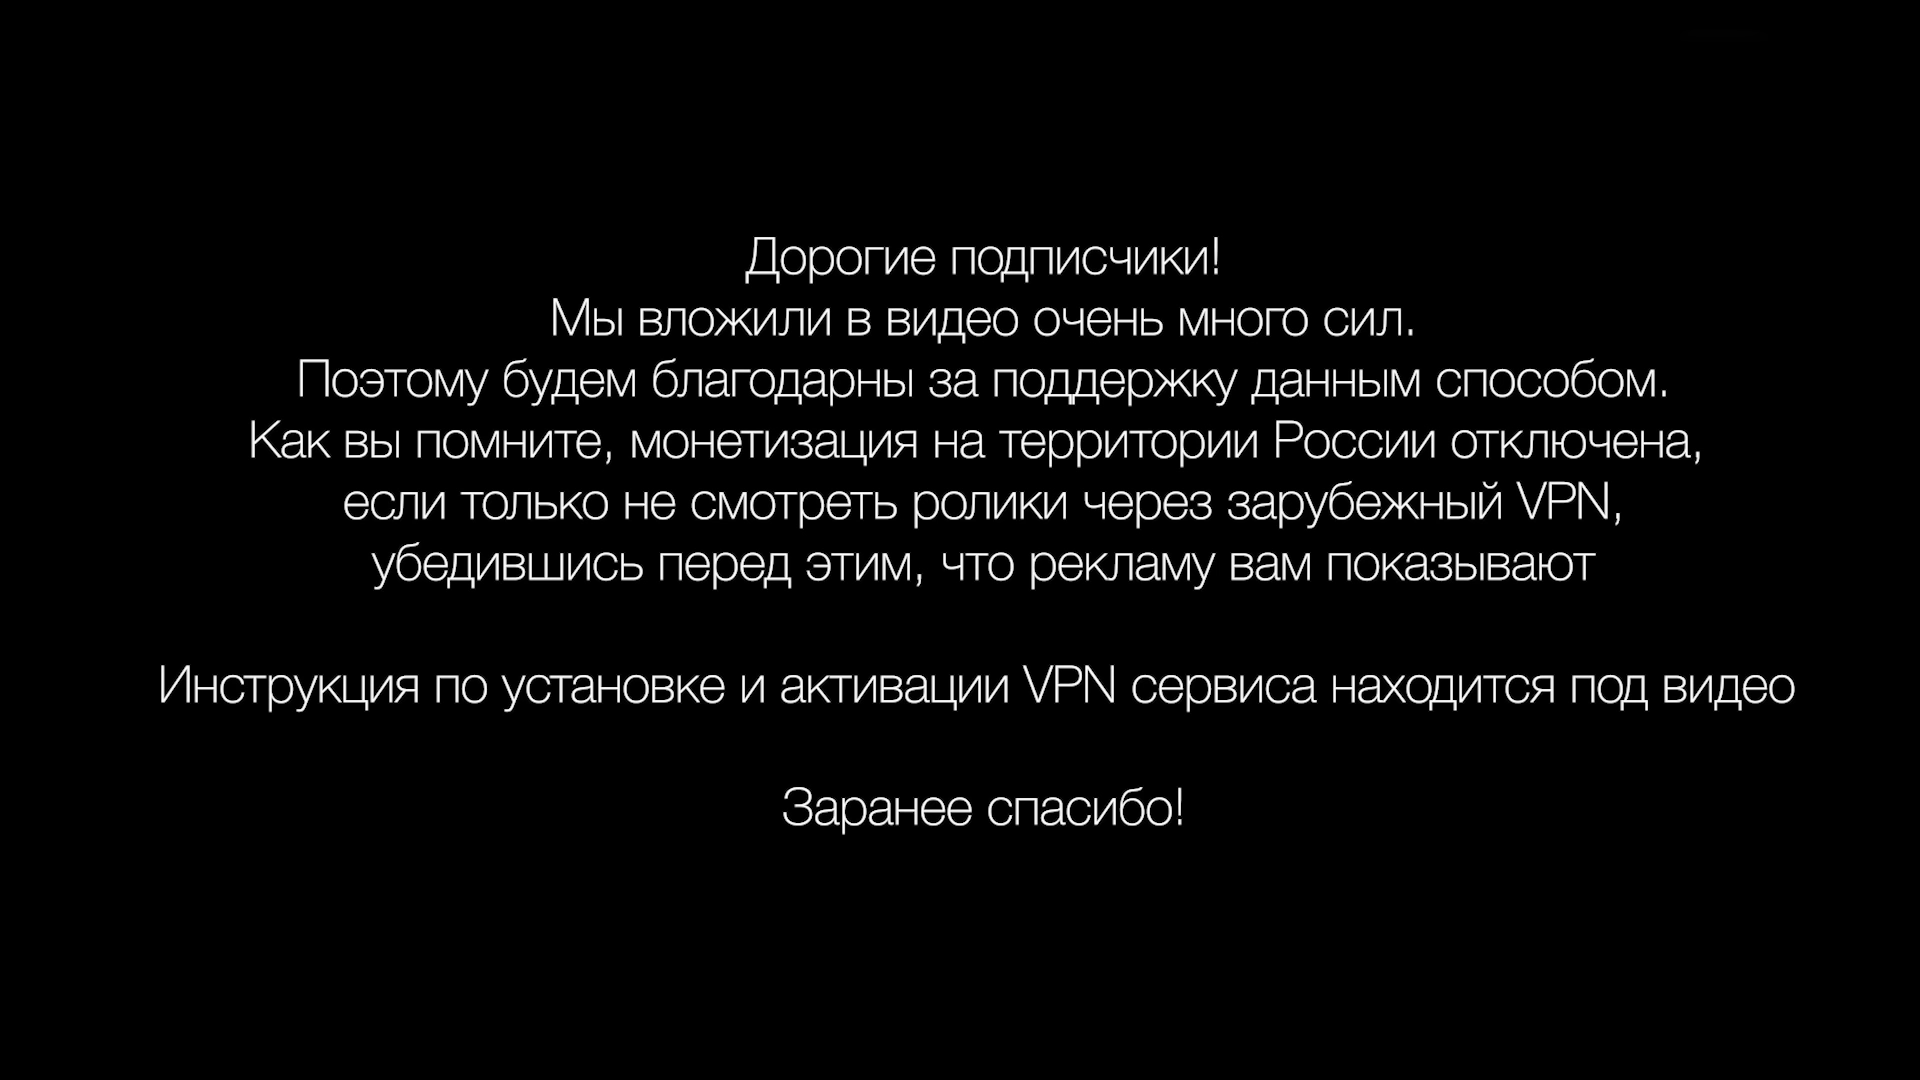 Дорогие подписчики!
Мы вложили в видео очень много сил.
Поэтому будем благодарны за поддержку данным способом.
Как вы помните, монетизация на территории России отключена,
если только не смотреть ролики через зарубежный VPN,
убедившись перед этим, что рекламу вам показывают
Инструкция по установке и активации VPN сервиса находится под видео
Заранее спасибо!